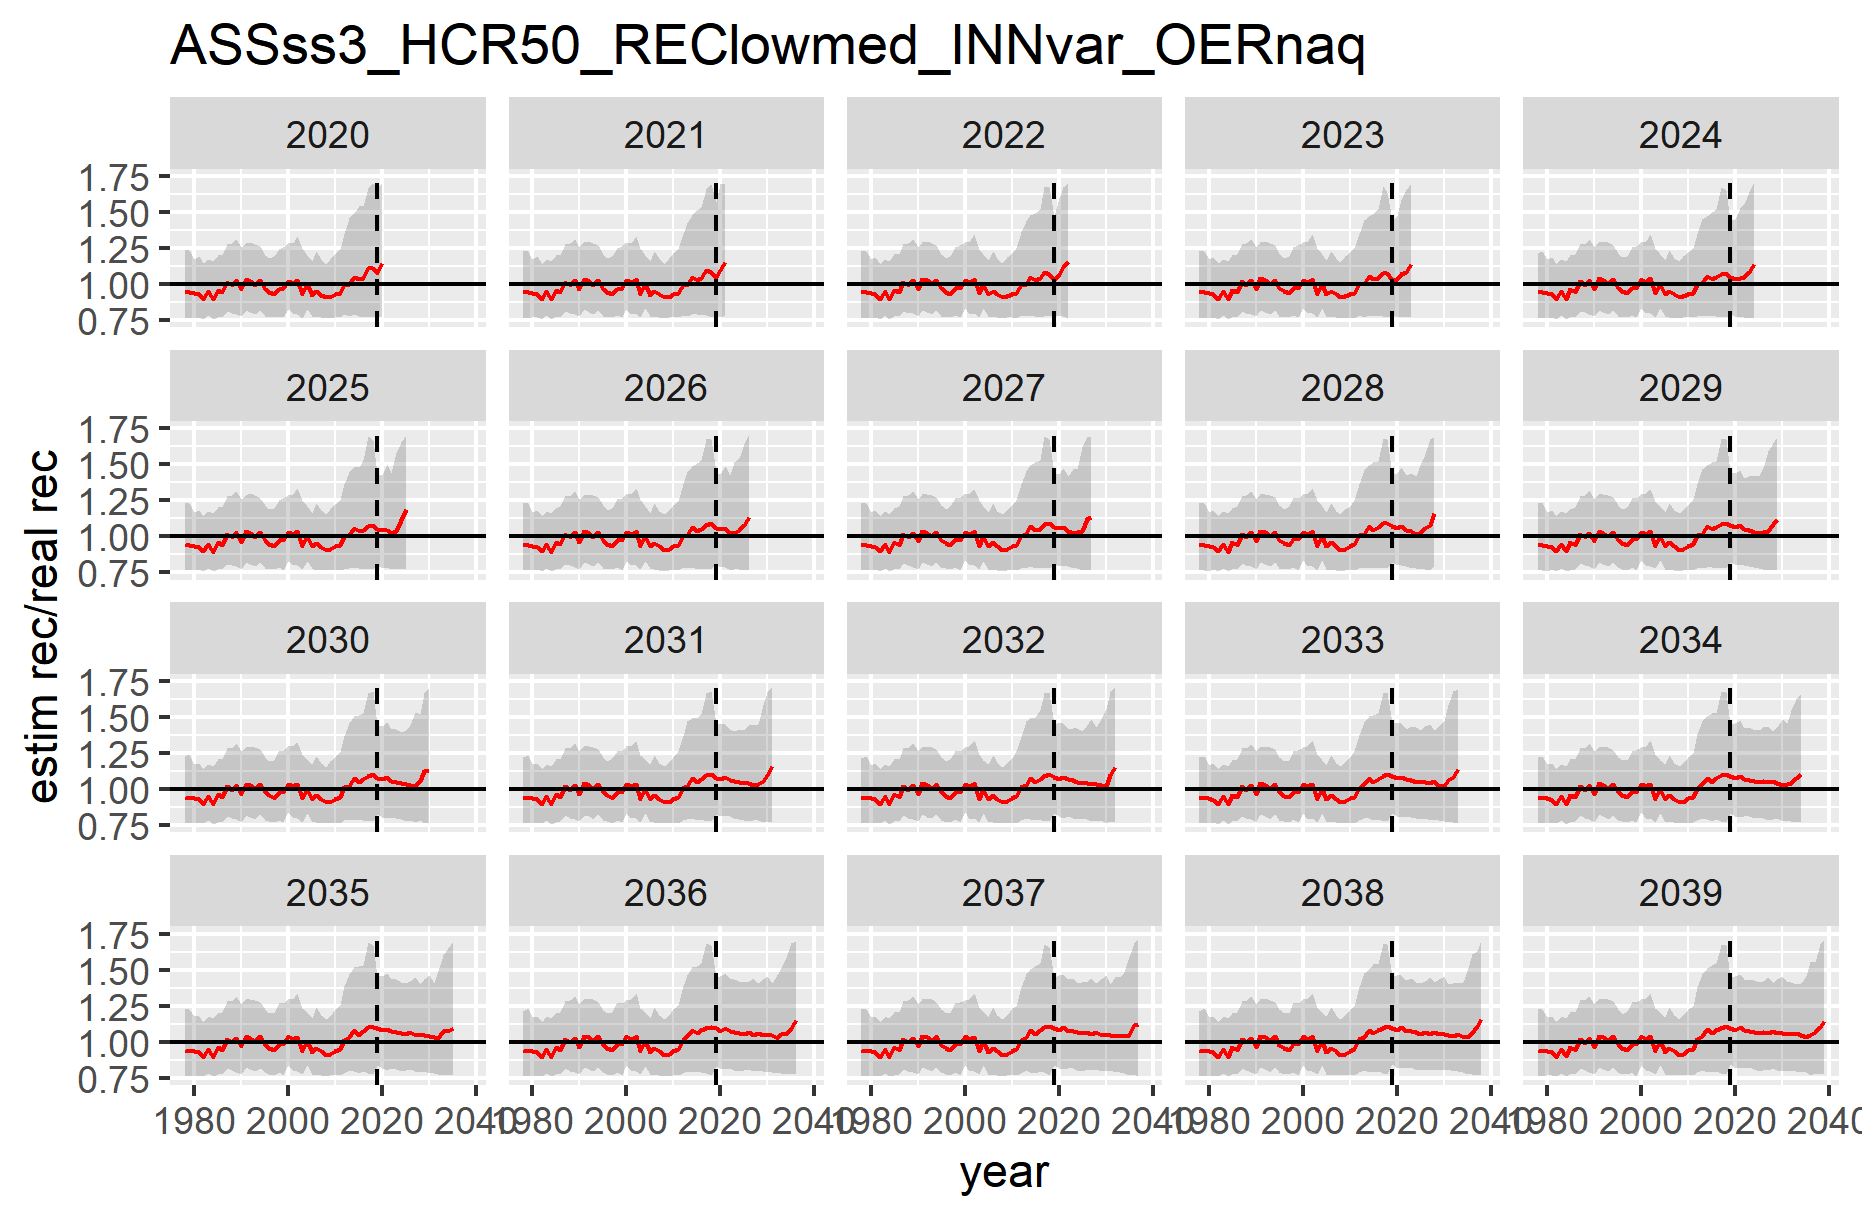 ASSss3_HCR50_REClowmed_INNvar_OERnaq
2020 2021 2022 2023 2024
1.75
1.50
1.25
1.00
0.75
2025 2026 2027 2028 2029
1.75
1.50
1.25
1.00
0.75
2030 2031 2032 2033 2034
1.75
1.50
1.25
1.00
0.75
2035 2036 2037 2038 2039
1.75
1.50
1.25
1.00
0.75
estim rec/real rec
1980 2000 2020 2040 1980 2000 2020 2040 1980 2000 2020 2040 1980 2000 2020 2040 1980 2000 2020 2040
year